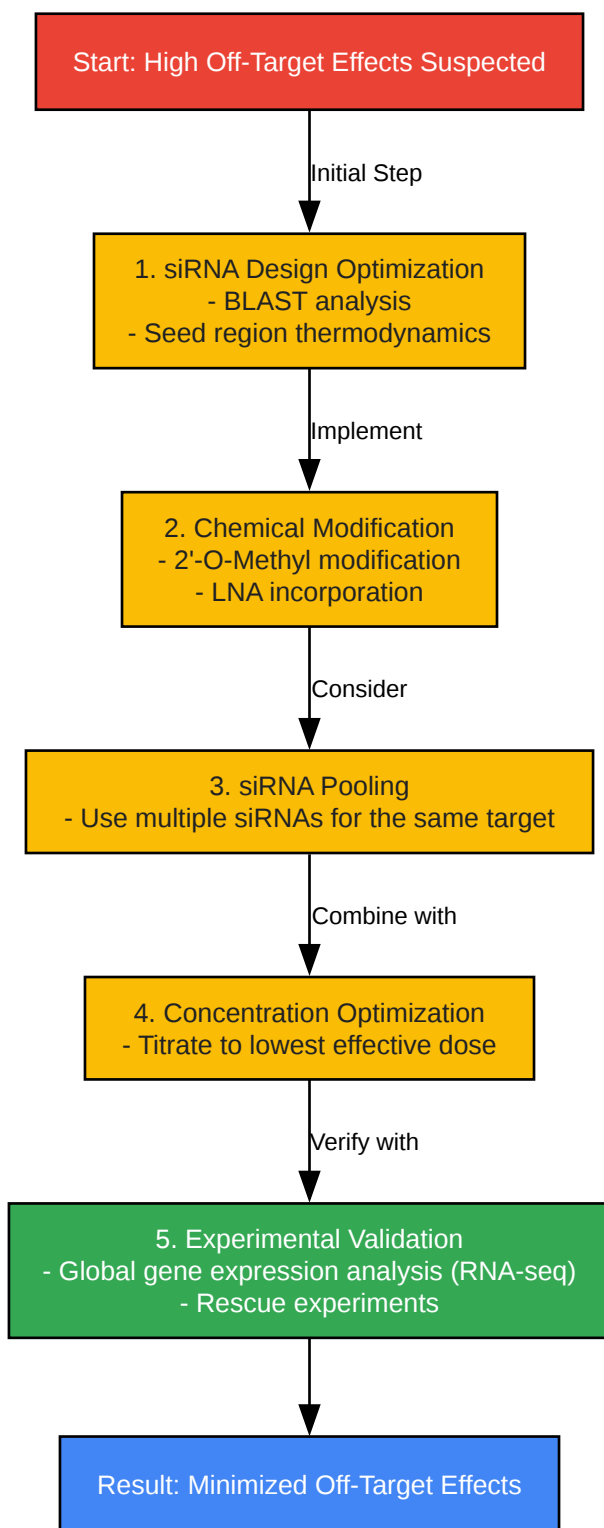 Start: High Off-Target Effects Suspected
Initial Step
1. siRNA Design Optimization
- BLAST analysis
- Seed region thermodynamics
Implement
2. Chemical Modification
- 2'-O-Methyl modification
- LNA incorporation
Consider
3. siRNA Pooling
- Use multiple siRNAs for the same target
Combine with
4. Concentration Optimization
- Titrate to lowest effective dose
Verify with
5. Experimental Validation
- Global gene expression analysis (RNA-seq)
- Rescue experiments
Result: Minimized Off-Target Effects